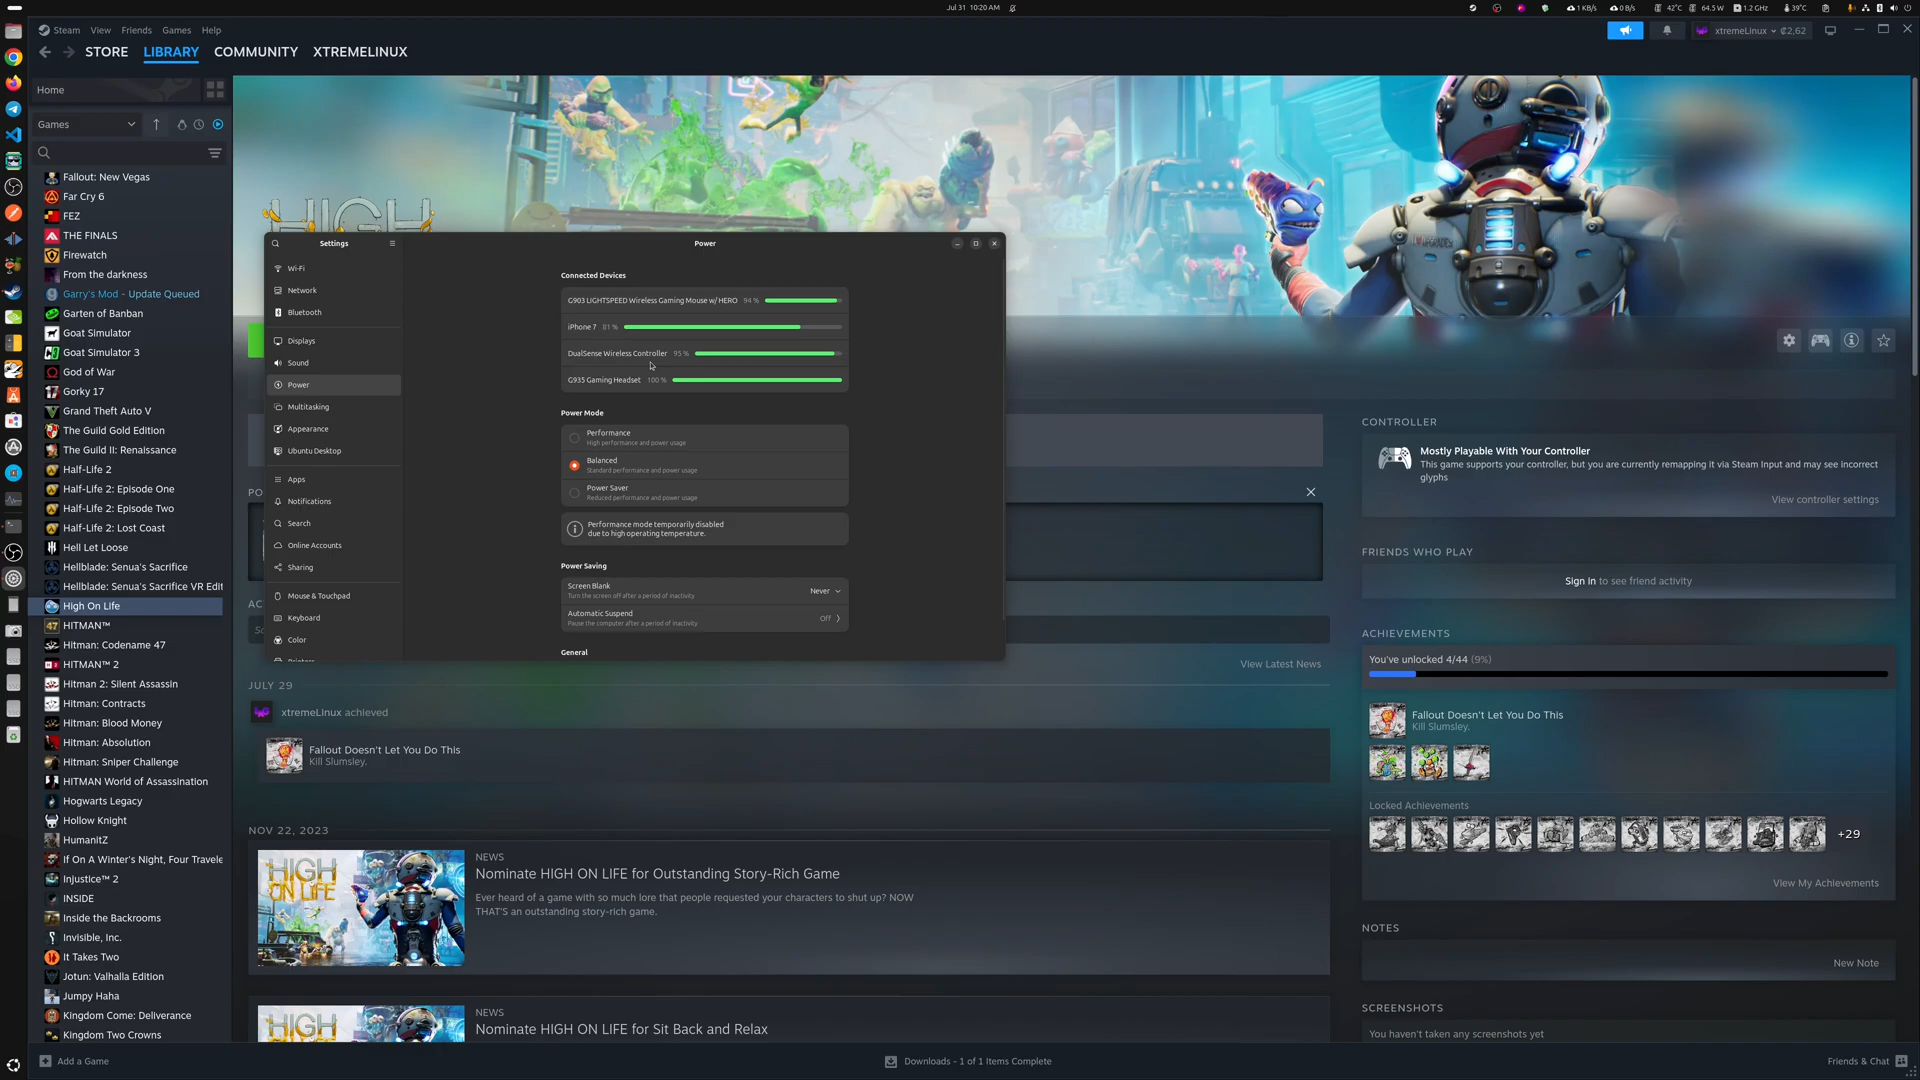 Jul 31 10:20 AM
1 KB/s
0 B/s
42°C
64.5 W
1.2 GHz
39°C
Steam View Friends Games Help
xtremeLinux
₡2,62
STORE LIBRARY COMMUNITY XTREMELINUX
Home
Games
Fallout: New Vegas
Far Cry 6
FEZ
THE FINALS
Firewatch
From the darkness
Garry's Mod - Update Queued
Garten of Banban
Goat Simulator
Goat Simulator 3
God of War
Gorky 17
Grand Theft Auto V
The Guild Gold Edition
The Guild II: Renaissance
Half-Life 2
Half-Life 2: Episode One
Half-Life 2: Episode Two
Half-Life 2: Lost Coast
Hell Let Loose
Hellblade: Senua's Sacrifice
Hellblade: Senua's Sacrifice VR Edit
High On Life
HITMAN™
Hitman: Codename 47
HITMAN™ 2
Hitman 2: Silent Assassin
Hitman: Contracts
Hitman: Blood Money
Hitman: Absolution
Hitman: Sniper Challenge
HITMAN World of Assassination
Hogwarts Legacy
Hollow Knight
HumanitZ
If On A Winter's Night, Four Travele
Injustice™ 2
INSIDE
Inside the Backrooms
Invisible, Inc.
It Takes Two
Jotun: Valhalla Edition
Jumpy Haha
Kingdom Come: Deliverance
Kingdom Two Crowns
Add a Game
HIGH
Settings
Wi-Fi
Network
Bluetooth
Displays
Sound
Power
Multitasking
Appearance
Ubuntu Desktop
Apps
Notifications
Search
Online Accounts
Sharing
Mouse & Touchpad
Keyboard
Color
Printers
Power
Connected Devices
G903 LIGHTSPEED Wireless Gaming Mouse w/ HERO 94 %
iPhone 7 81 %
DualSense Wireless Controller 95 %
G935 Gaming Headset 100 %
Power Mode
Performance
High performance and power usage
Balanced
Standard performance and power usage
Power Saver
Reduced performance and power usage
Performance mode temporarily disabled
due to high operating temperature.
Power Saving
Screen Blank
Turn the screen off after a period of inactivity
Never
Automatic Suspend
Pause the computer after a period of inactivity
Off
General
View Latest News
JULY 29
xtremeLinux achieved
Fallout Doesn't Let You Do This
Kill Slumsley.
NOV 22, 2023
HIGH
ON LIFE
NEWS
Nominate HIGH ON LIFE for Outstanding Story-Rich Game
Ever heard of a game with so much lore that people requested your characters to shut up? NOW
THAT'S an outstanding story-rich game.
HIGH
NEWS
Nominate HIGH ON LIFE for Sit Back and Relax
Downloads - 1 of 1 Items Complete
CONTROLLER
Mostly Playable With Your Controller
This game supports your controller, but you are currently remapping it via Steam Input and may see incorrect
glyphs
View controller settings
FRIENDS WHO PLAY
Sign in to see friend activity
ACHIEVEMENTS
You've unlocked 4/44 (9%)
Fallout Doesn't Let You Do This
Kill Slumsley.
Locked Achievements
+29
View My Achievements
NOTES
New Note
SCREENSHOTS
You haven't taken any screenshots yet
Friends & Chat